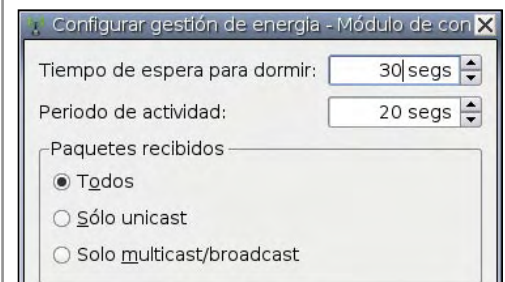 Configurar gestión de energia - Módulo de con
Tiempo de espera para dormir: 30 segs
Periodo de actividad: 20 segs
Paquetes recibidos
Todos
Sólo unicast
Solo multicast/broadcast